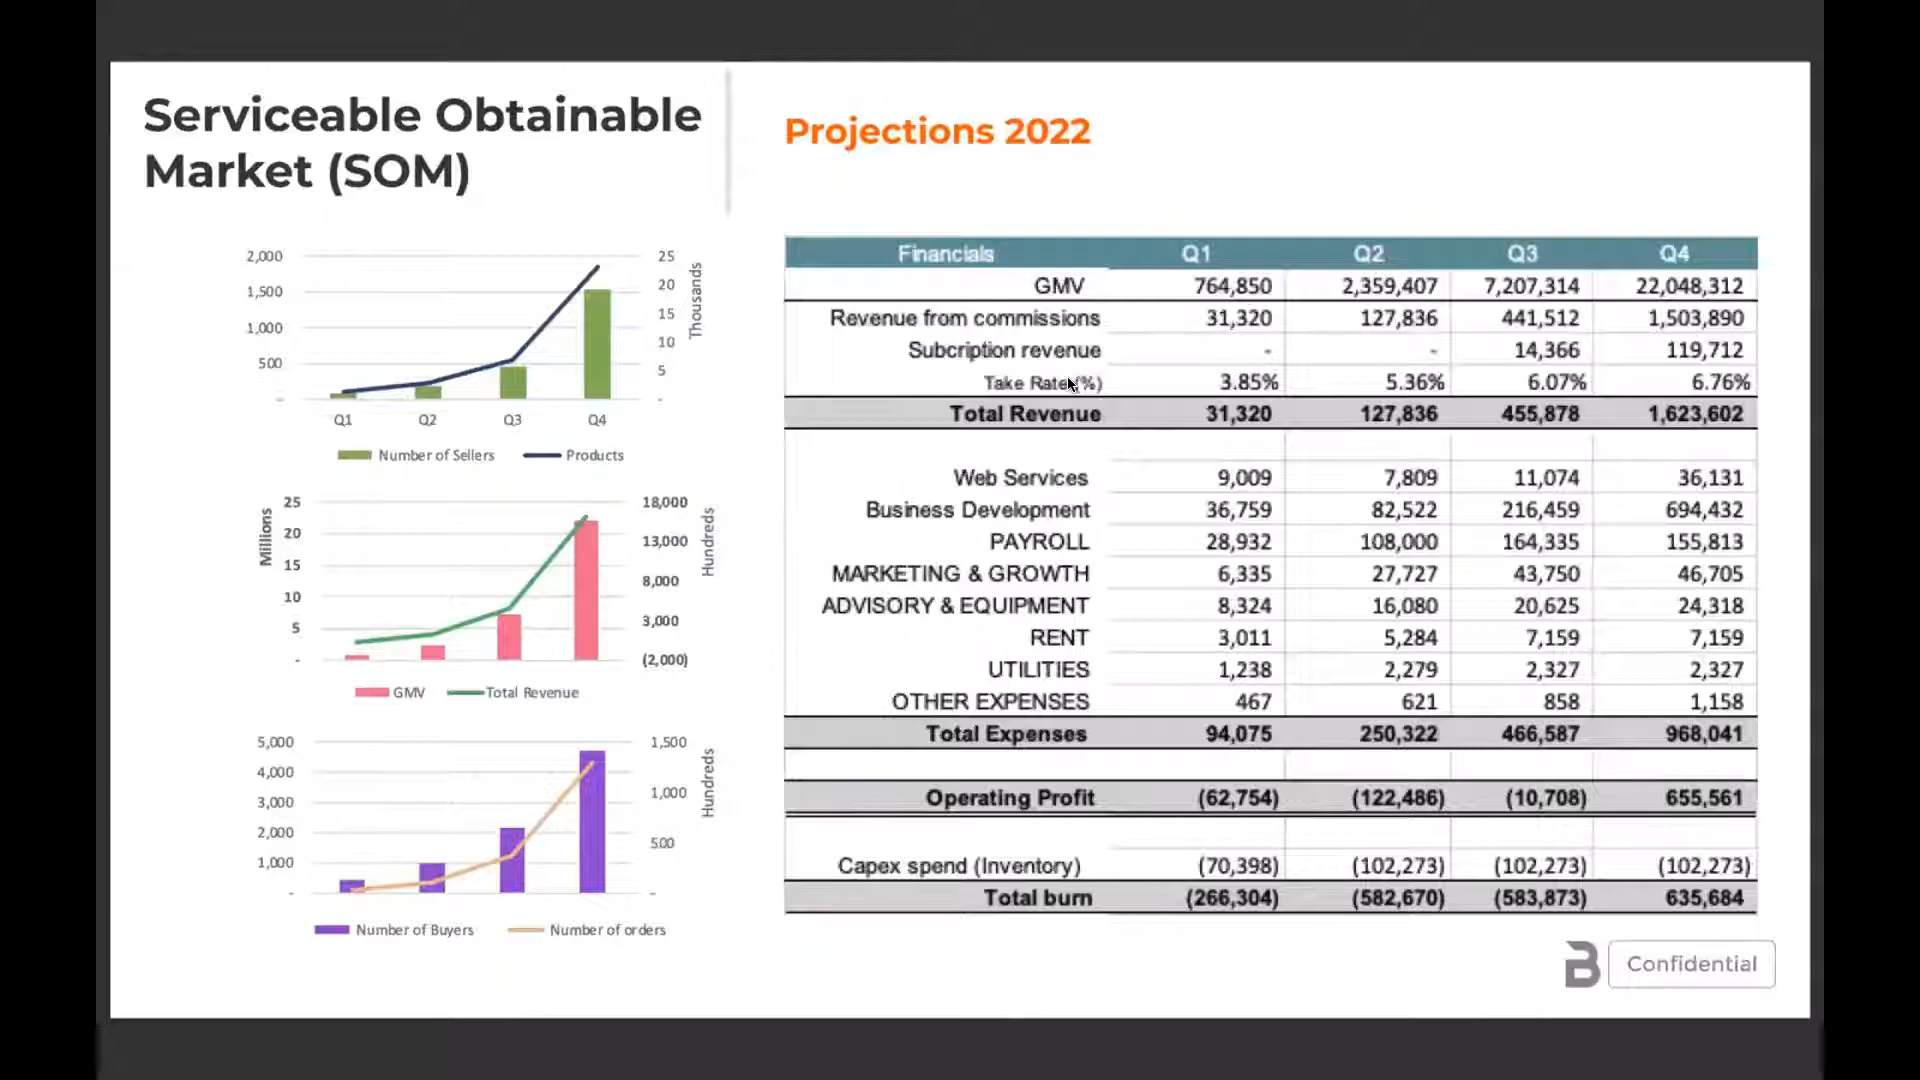 Serviceable Obtainable
Market (SOM)
Projections 2022
2,000 25
1,500 20
1,000 15
500 10
- 5
-
Thousands
Q1 Q2 Q3 Q4
Number of Sellers Products
Millions
25 18,000
20 13,000
15 8,000
10 3,000
5 (2,000)
-
Hundreds
GMV Total Revenue
5,000 1,500
4,000 1,000
3,000 500
2,000 -
1,000
-
Hundreds
Number of Buyers Number of orders
Financials Q1 Q2 Q3 Q4
GMV 764,850 2,359,407 7,207,314 22,048,312
Revenue from commissions 31,320 127,836 441,512 1,503,890
Subcription revenue - - 14,366 119,712
Take Rate (%) 3.85% 5.36% 6.07% 6.76%
Total Revenue 31,320 127,836 455,878 1,623,602
Web Services 9,009 7,809 11,074 36,131
Business Development 36,759 82,522 216,459 694,432
PAYROLL 28,932 108,000 164,335 155,813
MARKETING & GROWTH 6,335 27,727 43,750 46,705
ADVISORY & EQUIPMENT 8,324 16,080 20,625 24,318
RENT 3,011 5,284 7,159 7,159
UTILITIES 1,238 2,279 2,327 2,327
OTHER EXPENSES 467 621 858 1,158
Total Expenses 94,075 250,322 466,587 968,041
Operating Profit (62,754) (122,486) (10,708) 655,561
Capex spend (Inventory) (70,398) (102,273) (102,273) (102,273)
Total burn (266,304) (582,670) (583,873) 635,684
B Confidential